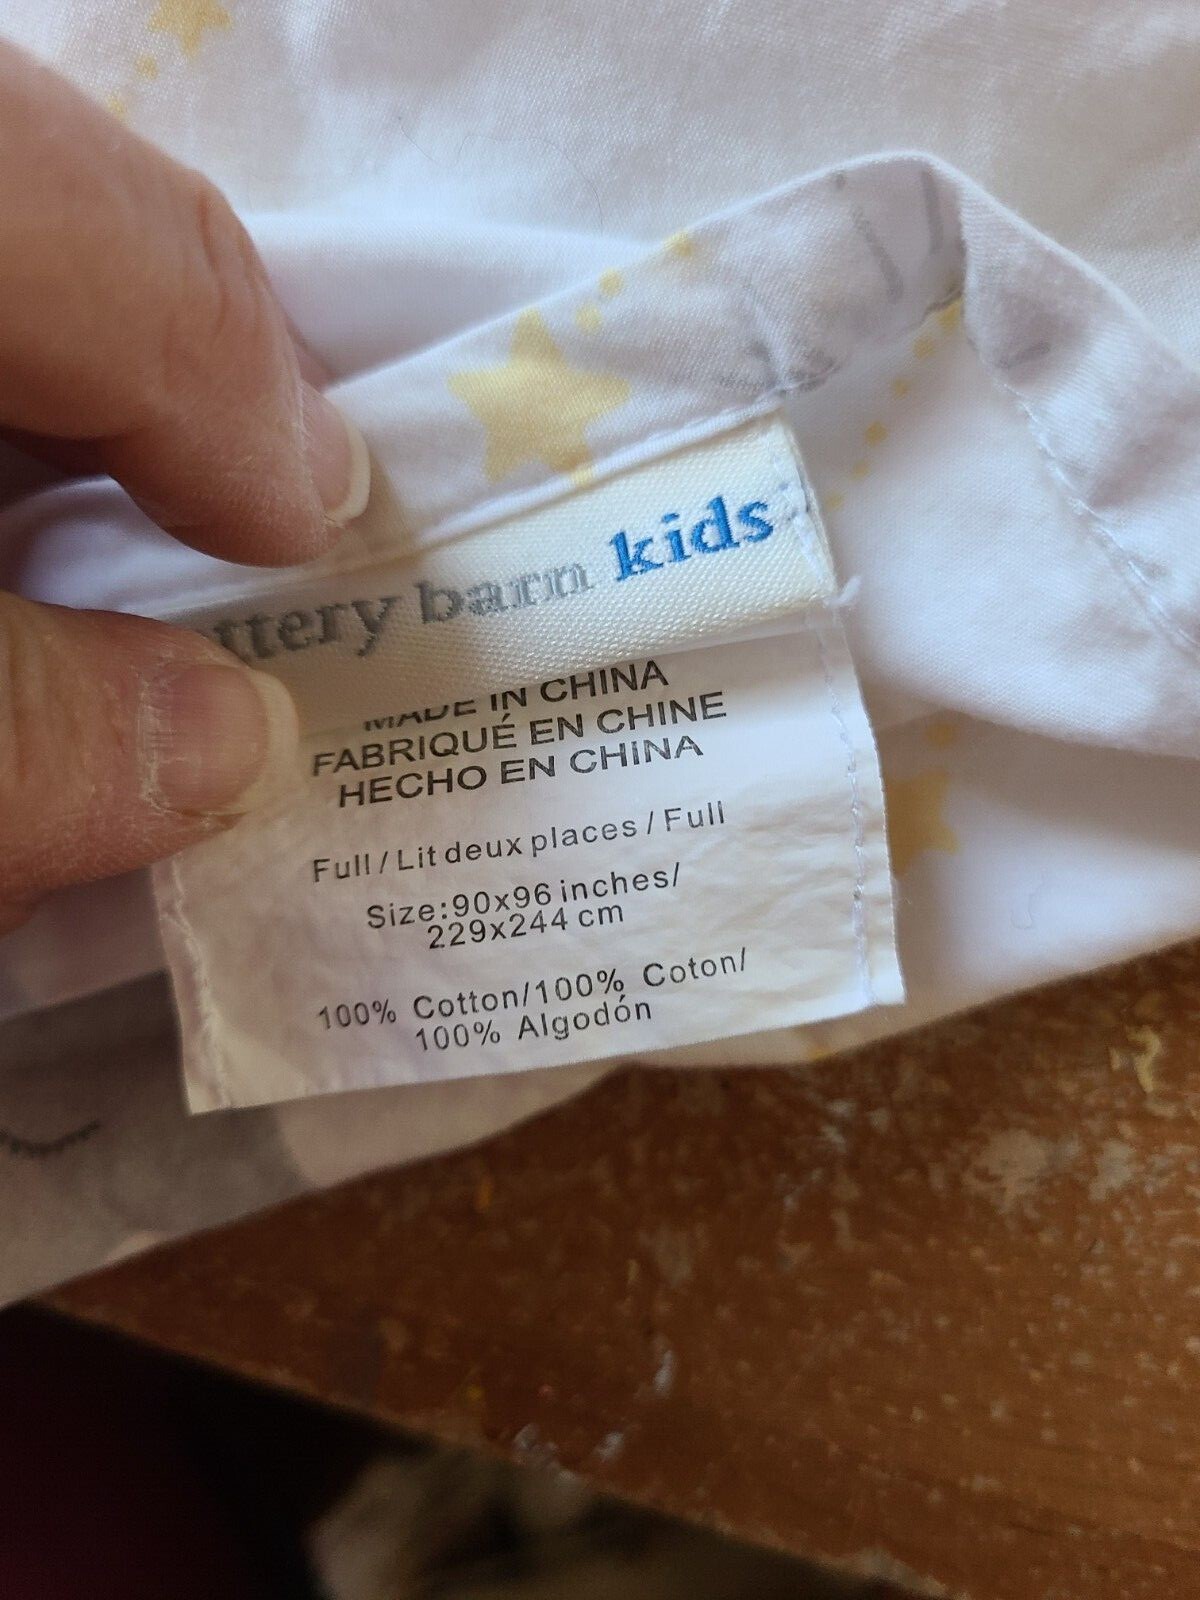 ttery barn kids
MADE IN CHINA
FABRIQUÉ EN CHINE
HECHO EN CHINA
Full / Lit deux places / Full
Size:90x96 inches/
229x244 cm
100% Cotton/100% Coton/
100% Algodón